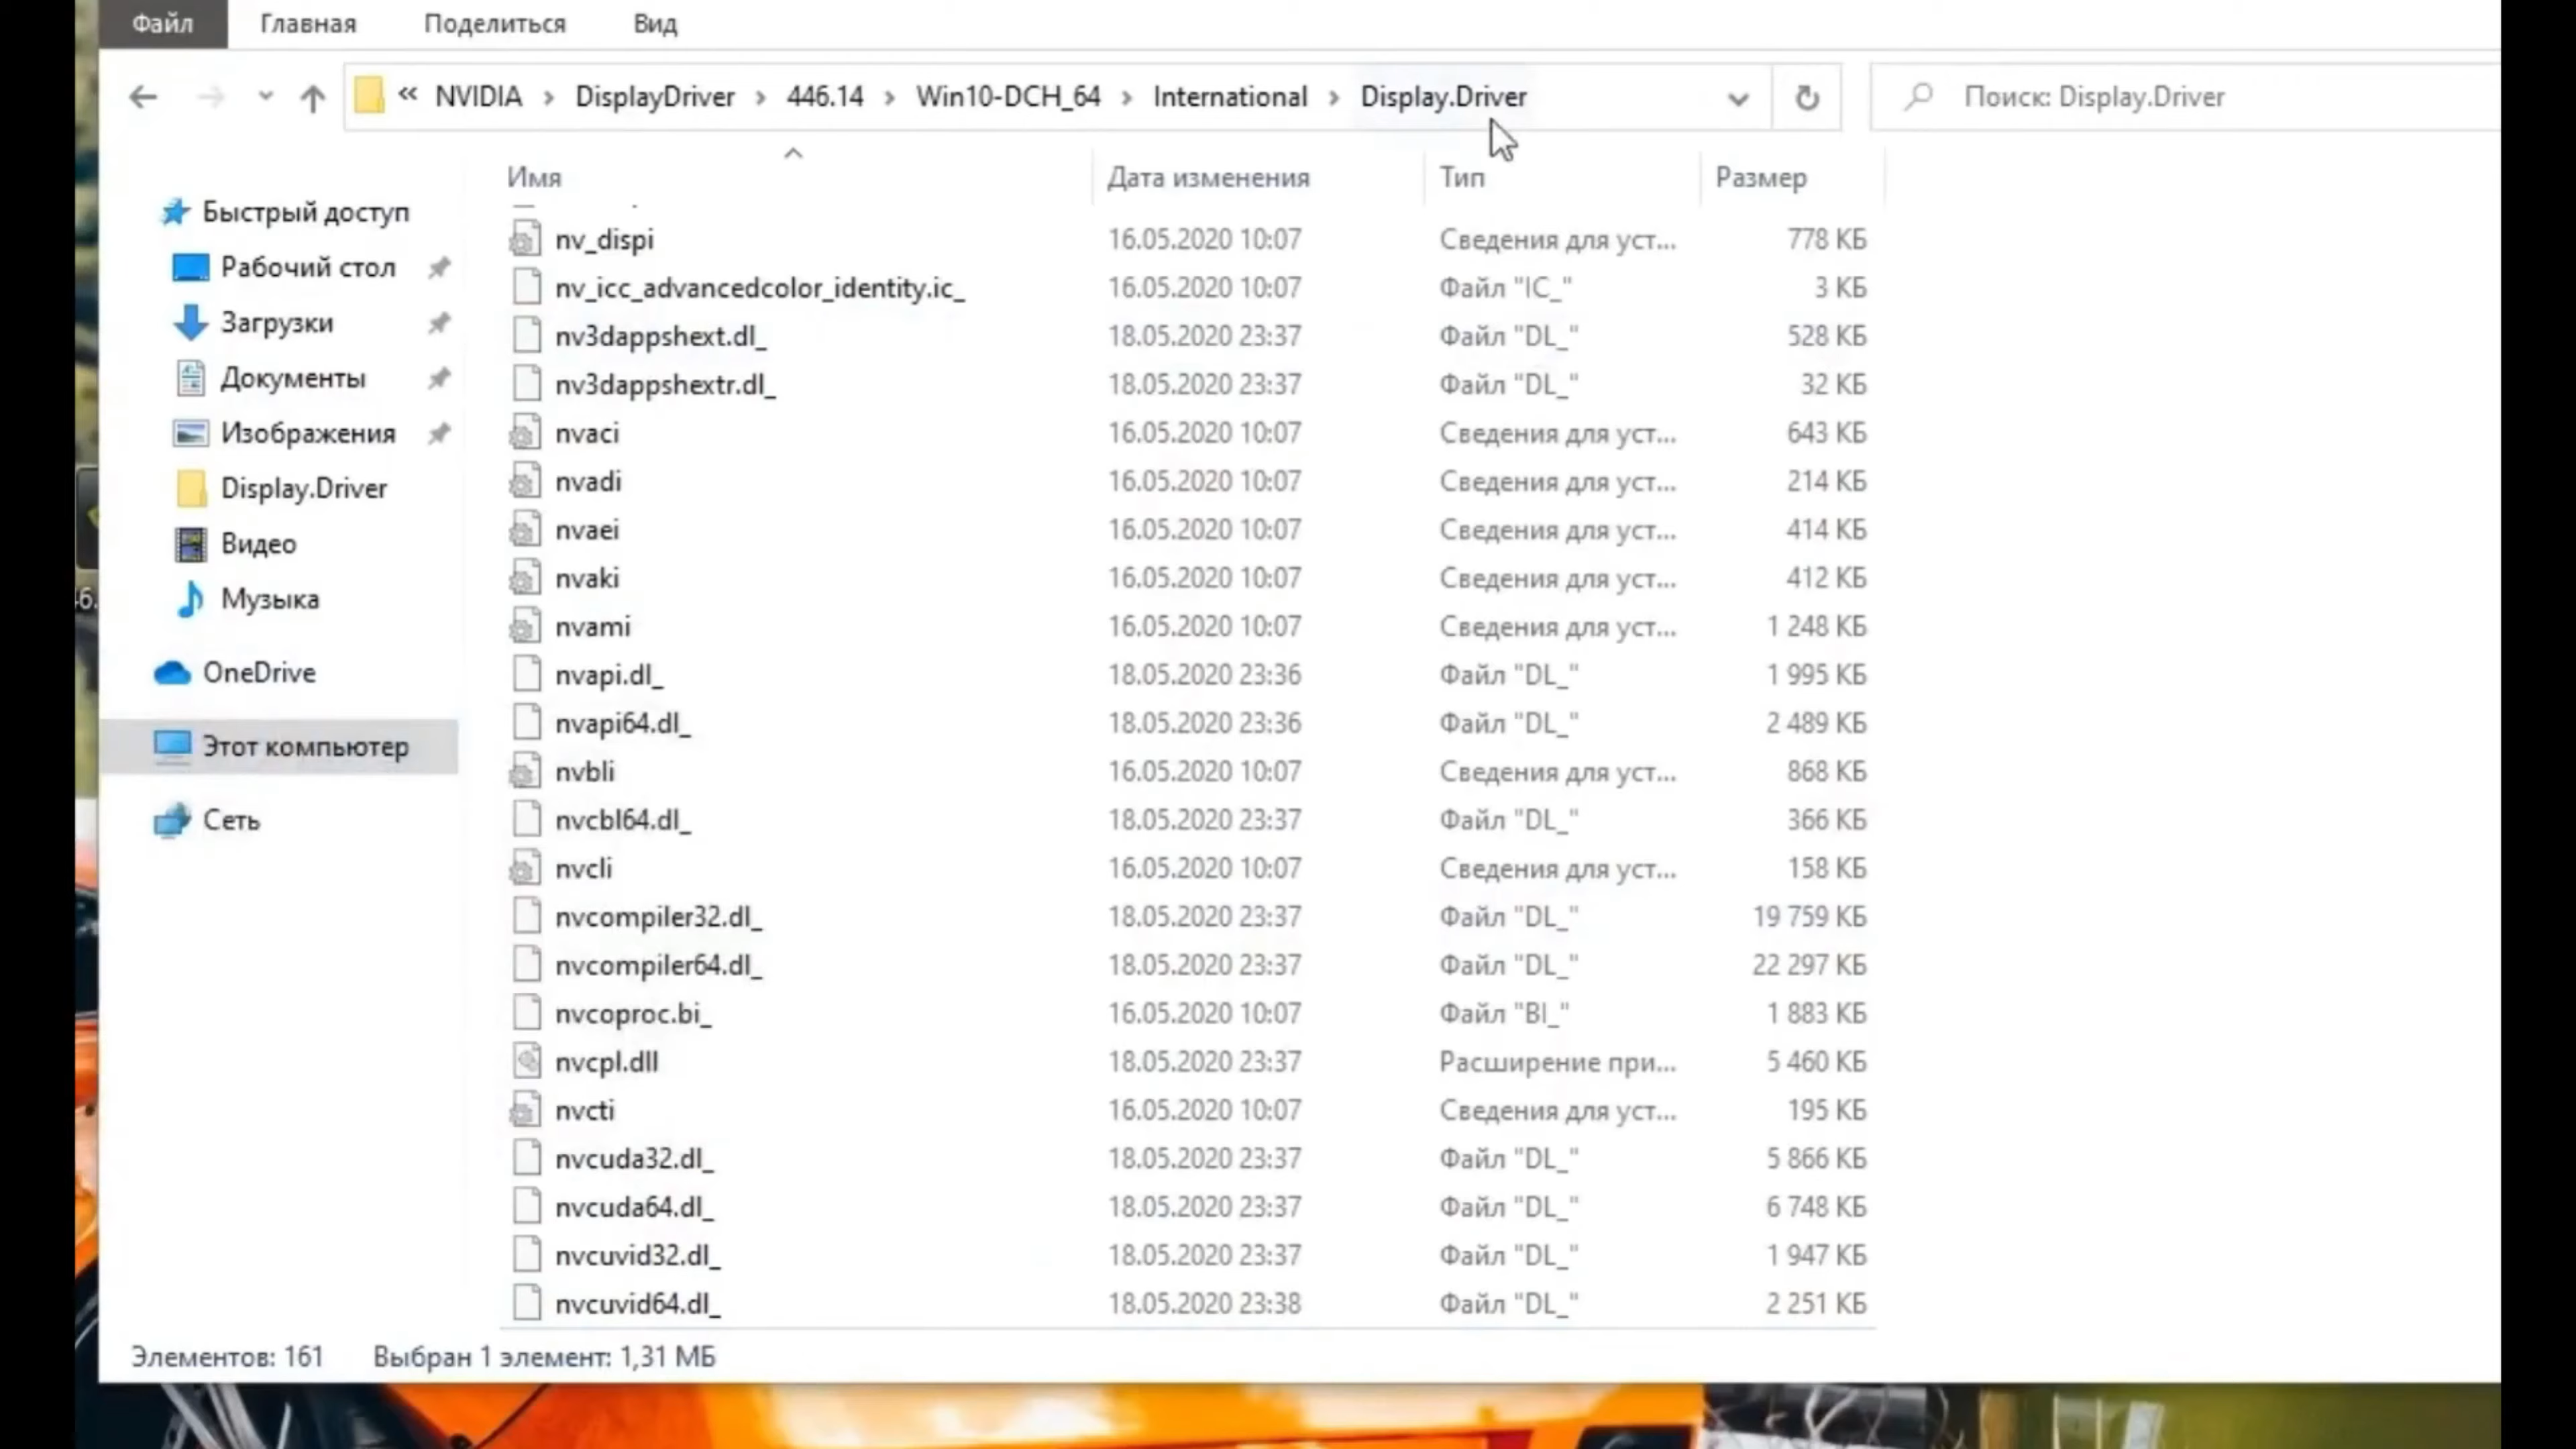 Файл Главная Поделиться Вид
« NVIDIA › DisplayDriver › 446.14 › Win10-DCH_64 › International › Display.Driver
Поиск: Display.Driver
Быстрый доступ
Рабочий стол
Загрузки
Документы
Изображения
Display.Driver
Видео
Музыка
OneDrive
Этот компьютер
Сеть
Имя Дата изменения Тип Размер
nv_dispi 16.05.2020 10:07 Сведения для уст... 778 КБ
nv_icc_advancedcolor_identity.ic_ 16.05.2020 10:07 Файл "IC_" 3 КБ
nv3dappshext.dl_ 18.05.2020 23:37 Файл "DL_" 528 КБ
nv3dappshextr.dl_ 18.05.2020 23:37 Файл "DL_" 32 КБ
nvaci 16.05.2020 10:07 Сведения для уст... 643 КБ
nvadi 16.05.2020 10:07 Сведения для уст... 214 КБ
nvaei 16.05.2020 10:07 Сведения для уст... 414 КБ
nvaki 16.05.2020 10:07 Сведения для уст... 412 КБ
nvami 16.05.2020 10:07 Сведения для уст... 1 248 КБ
nvapi.dl_ 18.05.2020 23:36 Файл "DL_" 1 995 КБ
nvapi64.dl_ 18.05.2020 23:36 Файл "DL_" 2 489 КБ
nvbli 16.05.2020 10:07 Сведения для уст... 868 КБ
nvcbl64.dl_ 18.05.2020 23:37 Файл "DL_" 366 КБ
nvcli 16.05.2020 10:07 Сведения для уст... 158 КБ
nvcompiler32.dl_ 18.05.2020 23:37 Файл "DL_" 19 759 КБ
nvcompiler64.dl_ 18.05.2020 23:37 Файл "DL_" 22 297 КБ
nvcoproc.bi_ 16.05.2020 10:07 Файл "BI_" 1 883 КБ
nvcpl.dll 18.05.2020 23:37 Расширение при... 5 460 КБ
nvcti 16.05.2020 10:07 Сведения для уст... 195 КБ
nvcuda32.dl_ 18.05.2020 23:37 Файл "DL_" 5 866 КБ
nvcuda64.dl_ 18.05.2020 23:37 Файл "DL_" 6 748 КБ
nvcuvid32.dl_ 18.05.2020 23:37 Файл "DL_" 1 947 КБ
nvcuvid64.dl_ 18.05.2020 23:38 Файл "DL_" 2 251 КБ
Элементов: 161 Выбран 1 элемент: 1,31 МБ